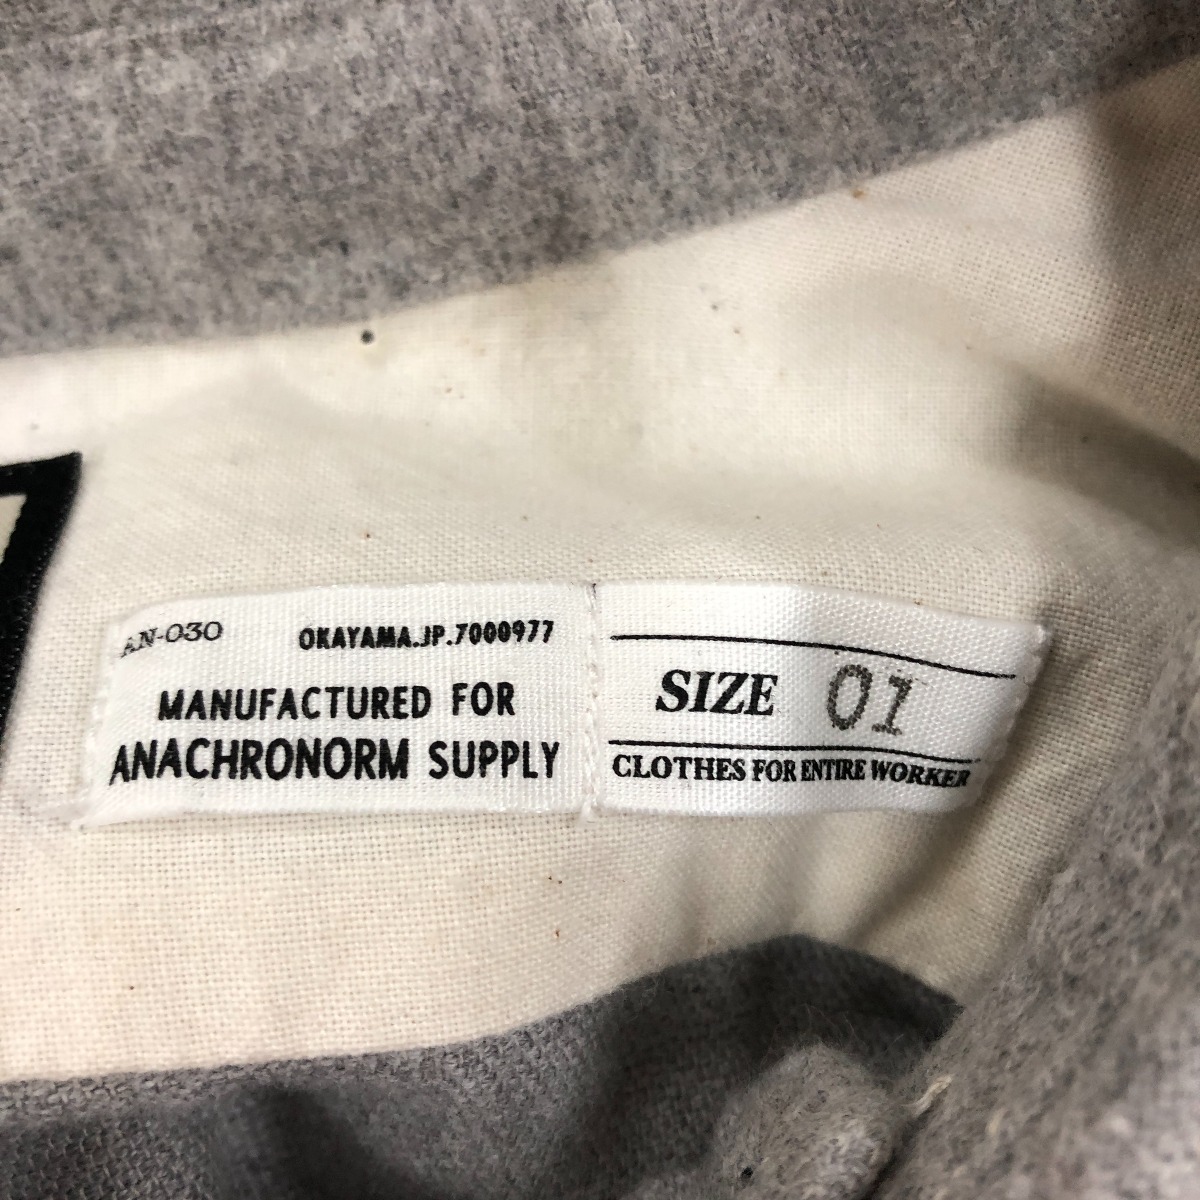 AN-030 OKAYAMA.JP.7000977
MANUFACTURED FOR
ANACHRONORM SUPPLY
SIZE 01
CLOTHES FOR ENTIRE WORKER